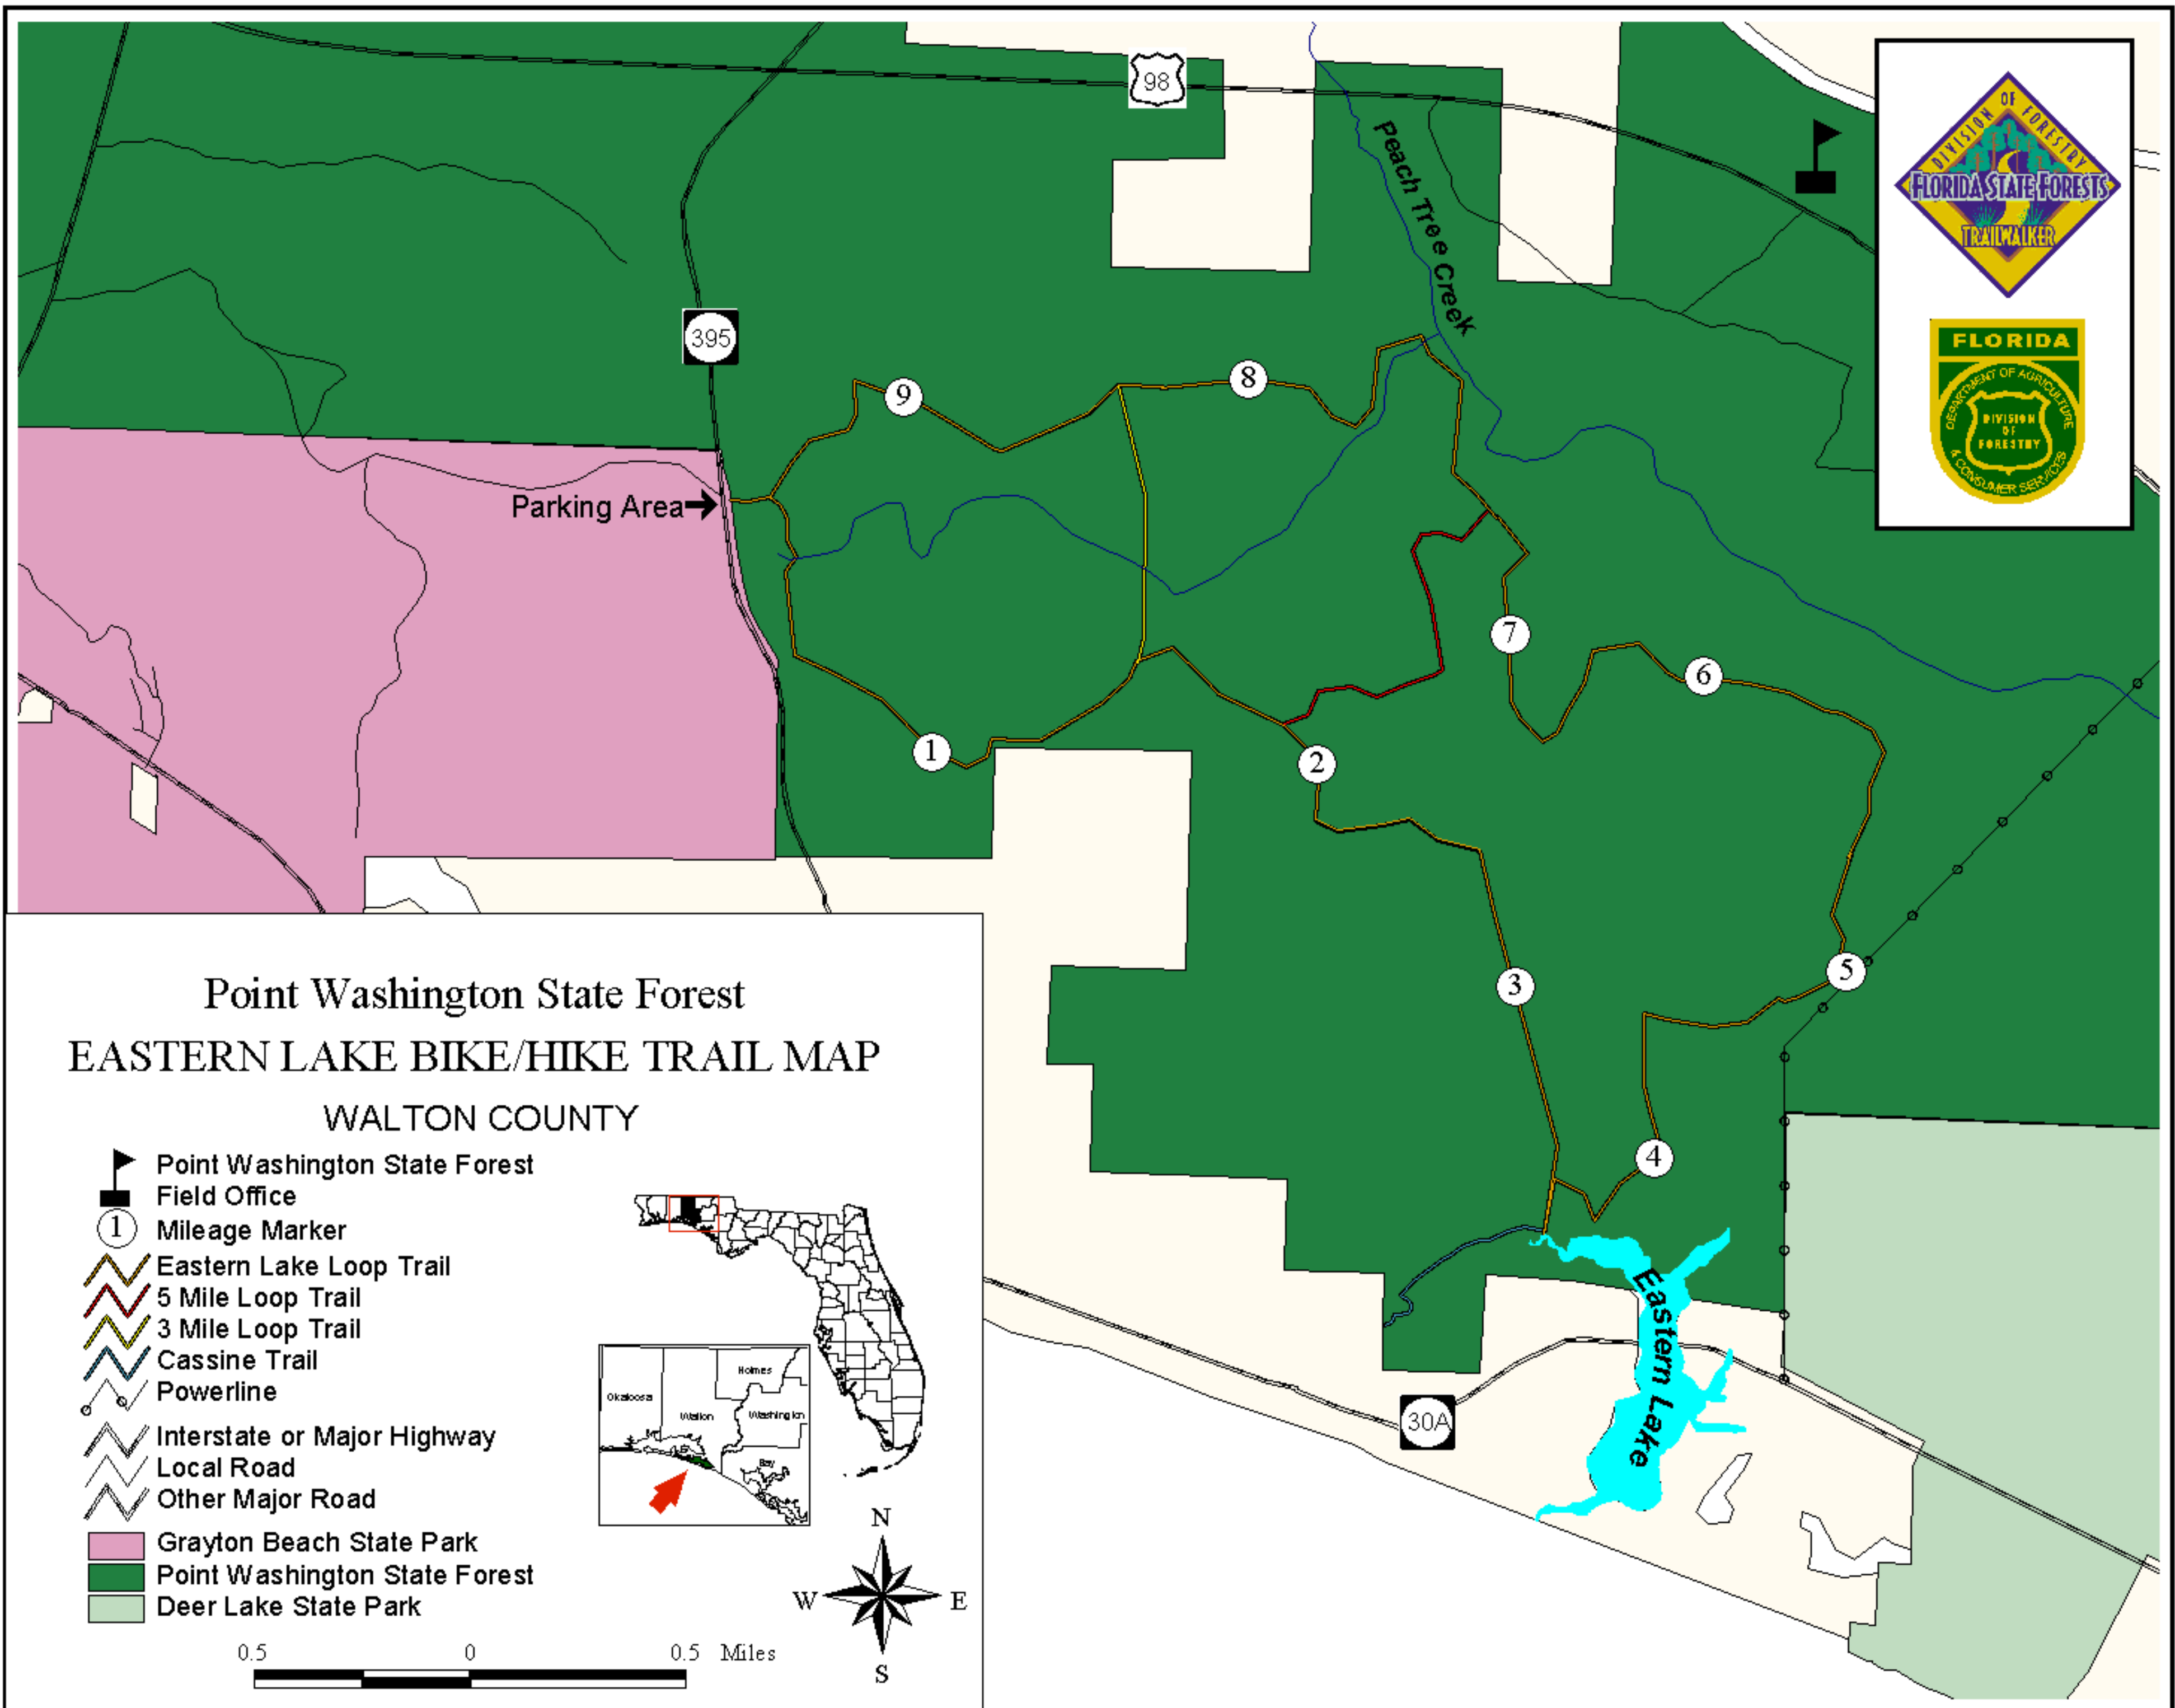 98
Peach Tree Creek
DIVISION OF FORESTRY
FLORIDA STATE FORESTS
TRAILWALKER
FLORIDA
DEPARTMENT OF AGRICULTURE
DIVISION
OF
FORESTRY
& CONSUMER SERVICES
395
9
8
Parking Area
7
6
1
2
5
3
4
Eastern Lake
30A
Point Washington State Forest
EASTERN LAKE BIKE/HIKE TRAIL MAP
WALTON COUNTY
Point Washington State Forest
Field Office
1 Mileage Marker
Eastern Lake Loop Trail
5 Mile Loop Trail
3 Mile Loop Trail
Cassine Trail
Powerline
Interstate or Major Highway
Local Road
Other Major Road
Grayton Beach State Park
Point Washington State Forest
Deer Lake State Park
Holmes
Okaloosa
Walton
Washington
Bay
N
W
E
S
0.5 0 0.5 Miles